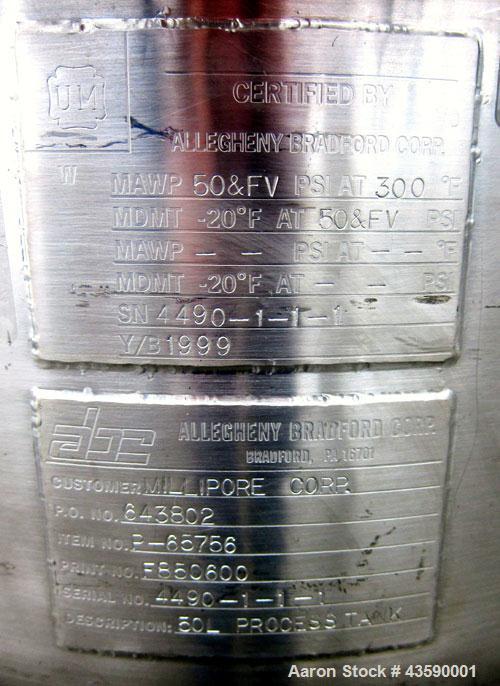 UM
CERTIFIED BY
ALLEGHENY BRADFORD CORP.
W
MAWP 50&FV PSI AT 300 °F
MDMT -20°F AT 50&FV PSI
MAWP - - PSI AT - - °F
MDMT -20°F AT - - PSI
SN 4490-1-1-1
Y/B 1999
abc ALLEGHENY BRADFORD CORP.
BRADFORD, PA 16701
CUSTOMER MILLIPORE CORP.
P.O. NO. 643802
ITEM NO. P-65756
PRINT NO. F850600
SERIAL NO. 4490-1-1-1
DESCRIPTION: 50L PROCESS TANK
Aaron Stock # 43590001